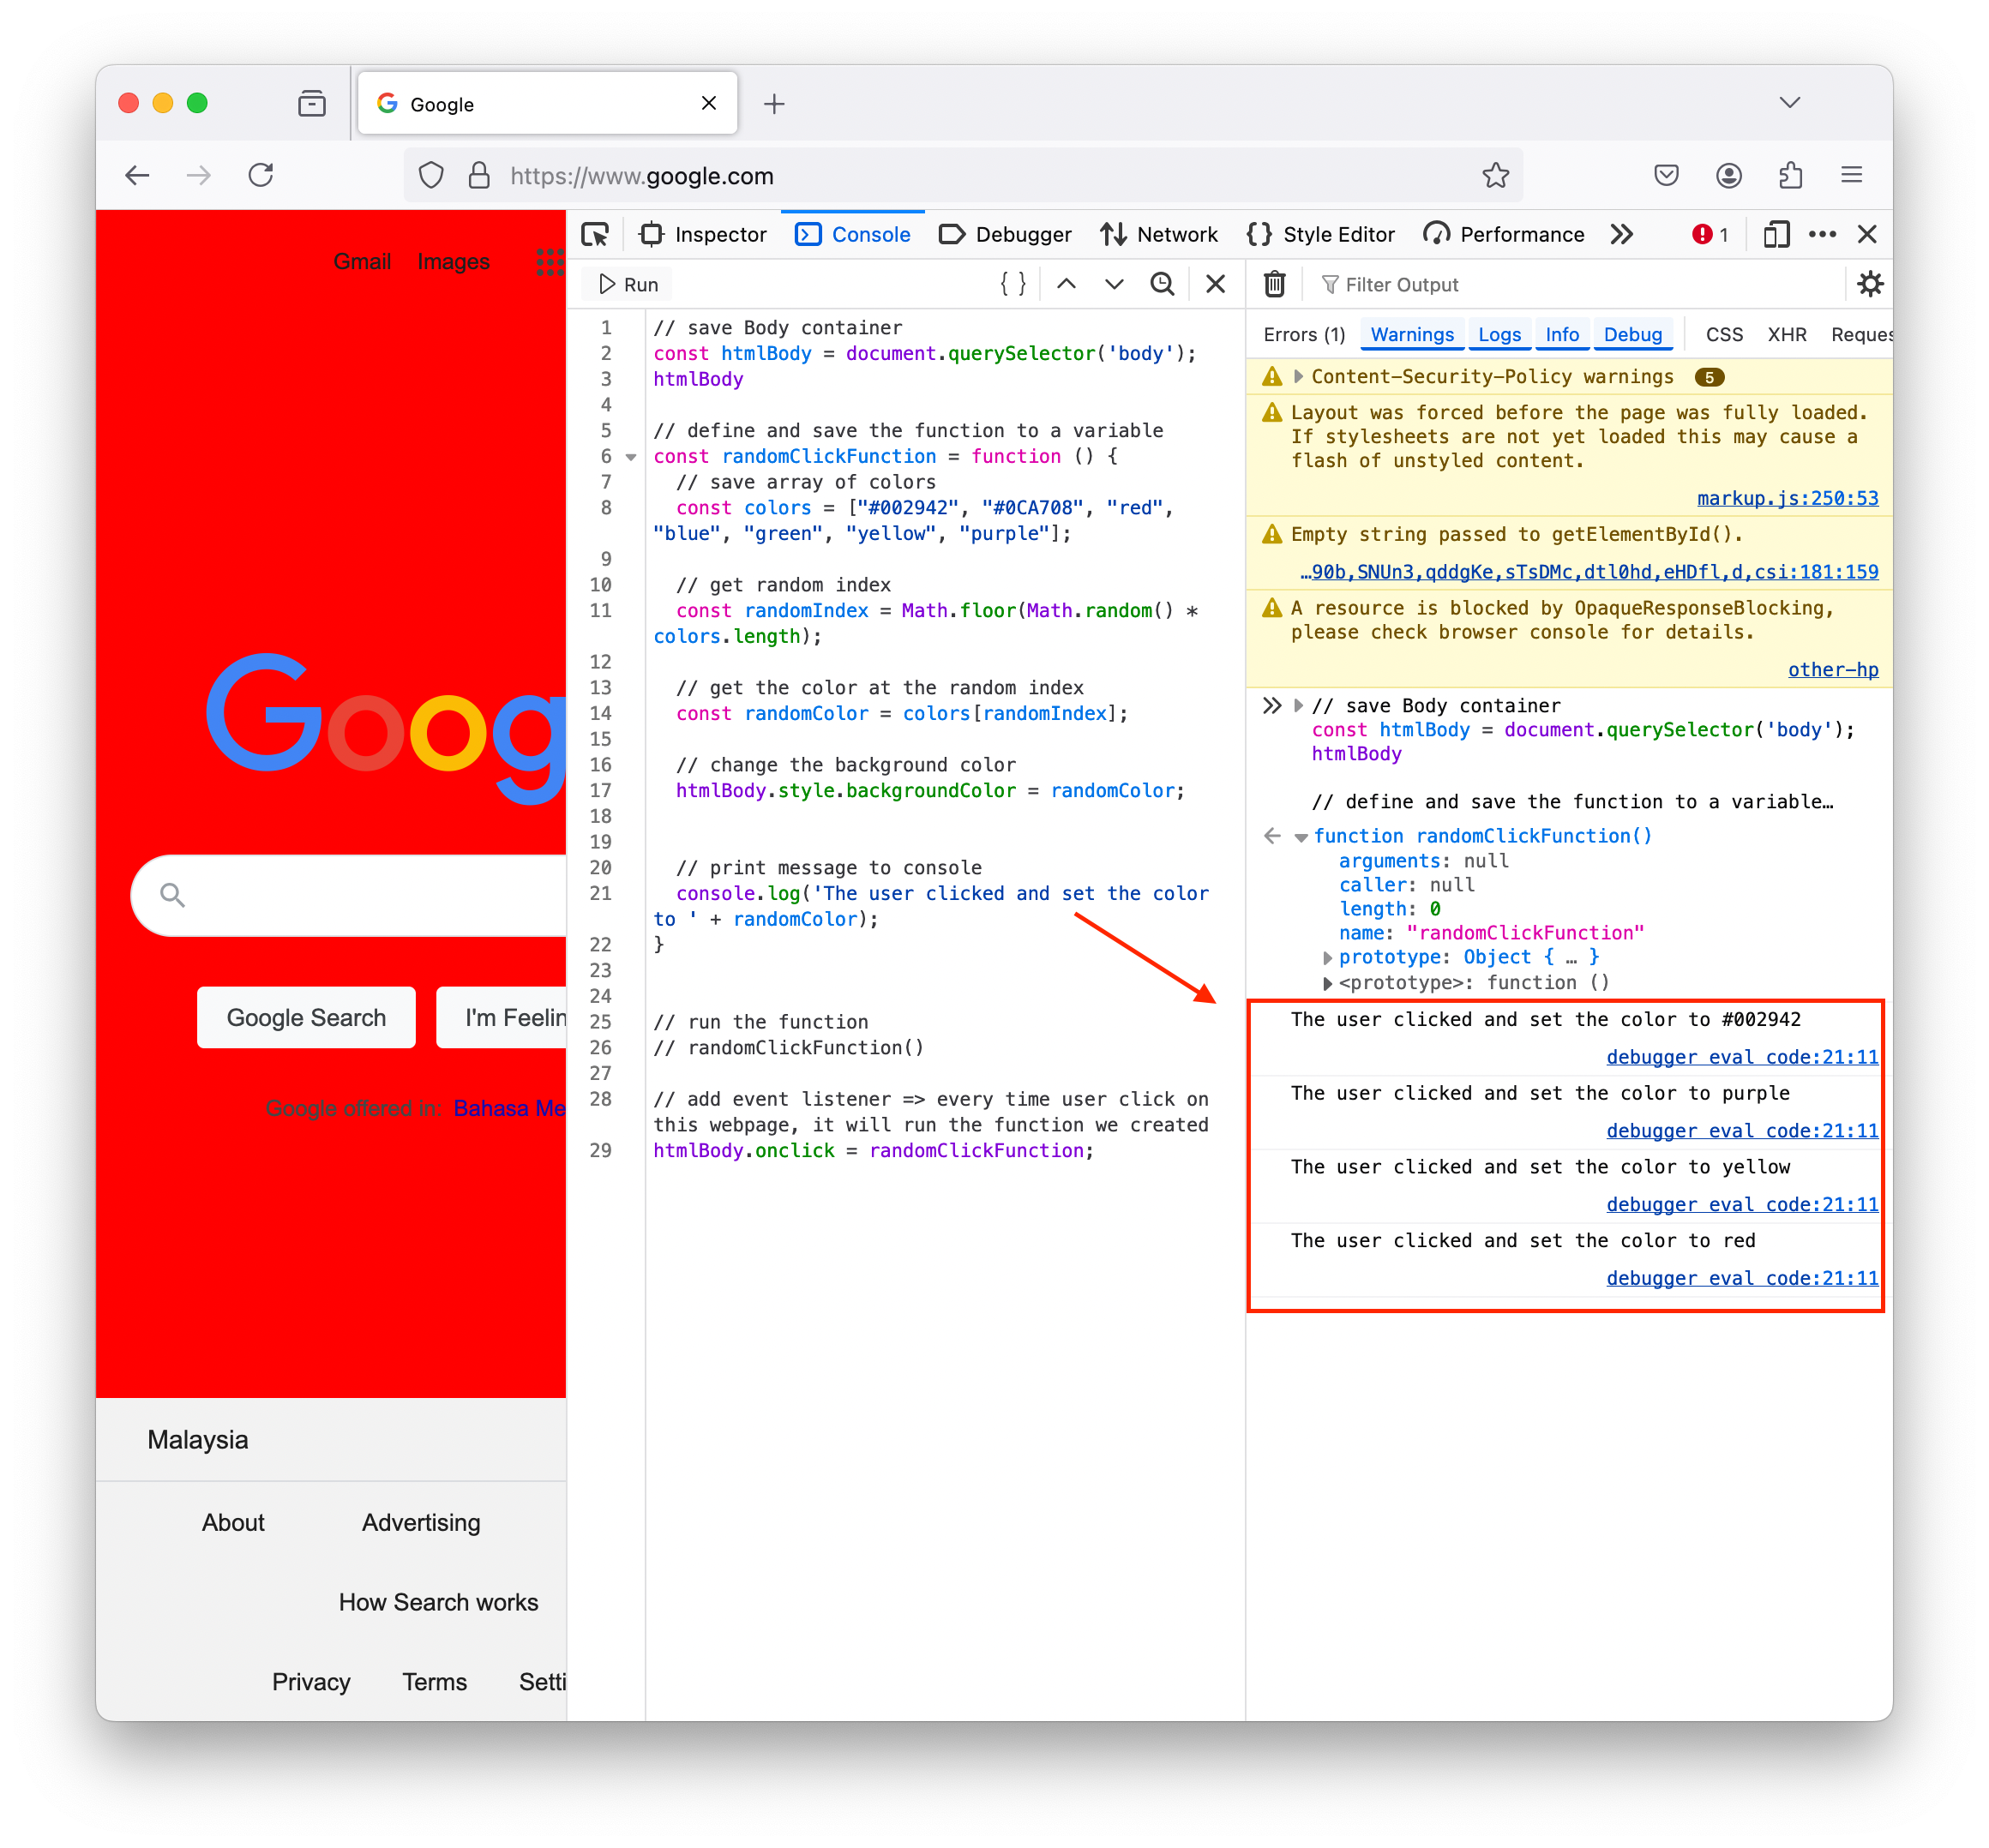 Google
https://www.google.com
Gmail Images
Goog
Google Search I'm Feelin
Google offered in: Bahasa Me
Malaysia
About Advertising
How Search works
Privacy Terms Setti
Inspector Console Debugger Network Style Editor Performance 1
Run
1 // save Body container
2 const htmlBody = document.querySelector('body');
3 htmlBody
4
5 // define and save the function to a variable
6 const randomClickFunction = function () {
7 // save array of colors
8 const colors = ["#002942", "#0CA708", "red",
"blue", "green", "yellow", "purple"];
9
10 // get random index
11 const randomIndex = Math.floor(Math.random() *
colors.length);
12
13 // get the color at the random index
14 const randomColor = colors[randomIndex];
15
16 // change the background color
17 htmlBody.style.backgroundColor = randomColor;
18
19
20 // print message to console
21 console.log('The user clicked and set the color
to ' + randomColor);
22 }
23
24
25 // run the function
26 // randomClickFunction()
27
28 // add event listener => every time user click on
this webpage, it will run the function we created
29 htmlBody.onclick = randomClickFunction;
Filter Output
Errors (1) Warnings Logs Info Debug CSS XHR Reques
Content-Security-Policy warnings 5
Layout was forced before the page was fully loaded.
If stylesheets are not yet loaded this may cause a
flash of unstyled content.
markup.js:250:53
Empty string passed to getElementById().
…90b,SNUn3,qddgKe,sTsDMc,dtl0hd,eHDfl,d,csi:181:159
A resource is blocked by OpaqueResponseBlocking,
please check browser console for details.
other-hp
// save Body container
const htmlBody = document.querySelector('body');
htmlBody
// define and save the function to a variable…
function randomClickFunction()
arguments: null
caller: null
length: 0
name: "randomClickFunction"
prototype: Object { … }
<prototype>: function ()
The user clicked and set the color to #002942
debugger eval code:21:11
The user clicked and set the color to purple
debugger eval code:21:11
The user clicked and set the color to yellow
debugger eval code:21:11
The user clicked and set the color to red
debugger eval code:21:11